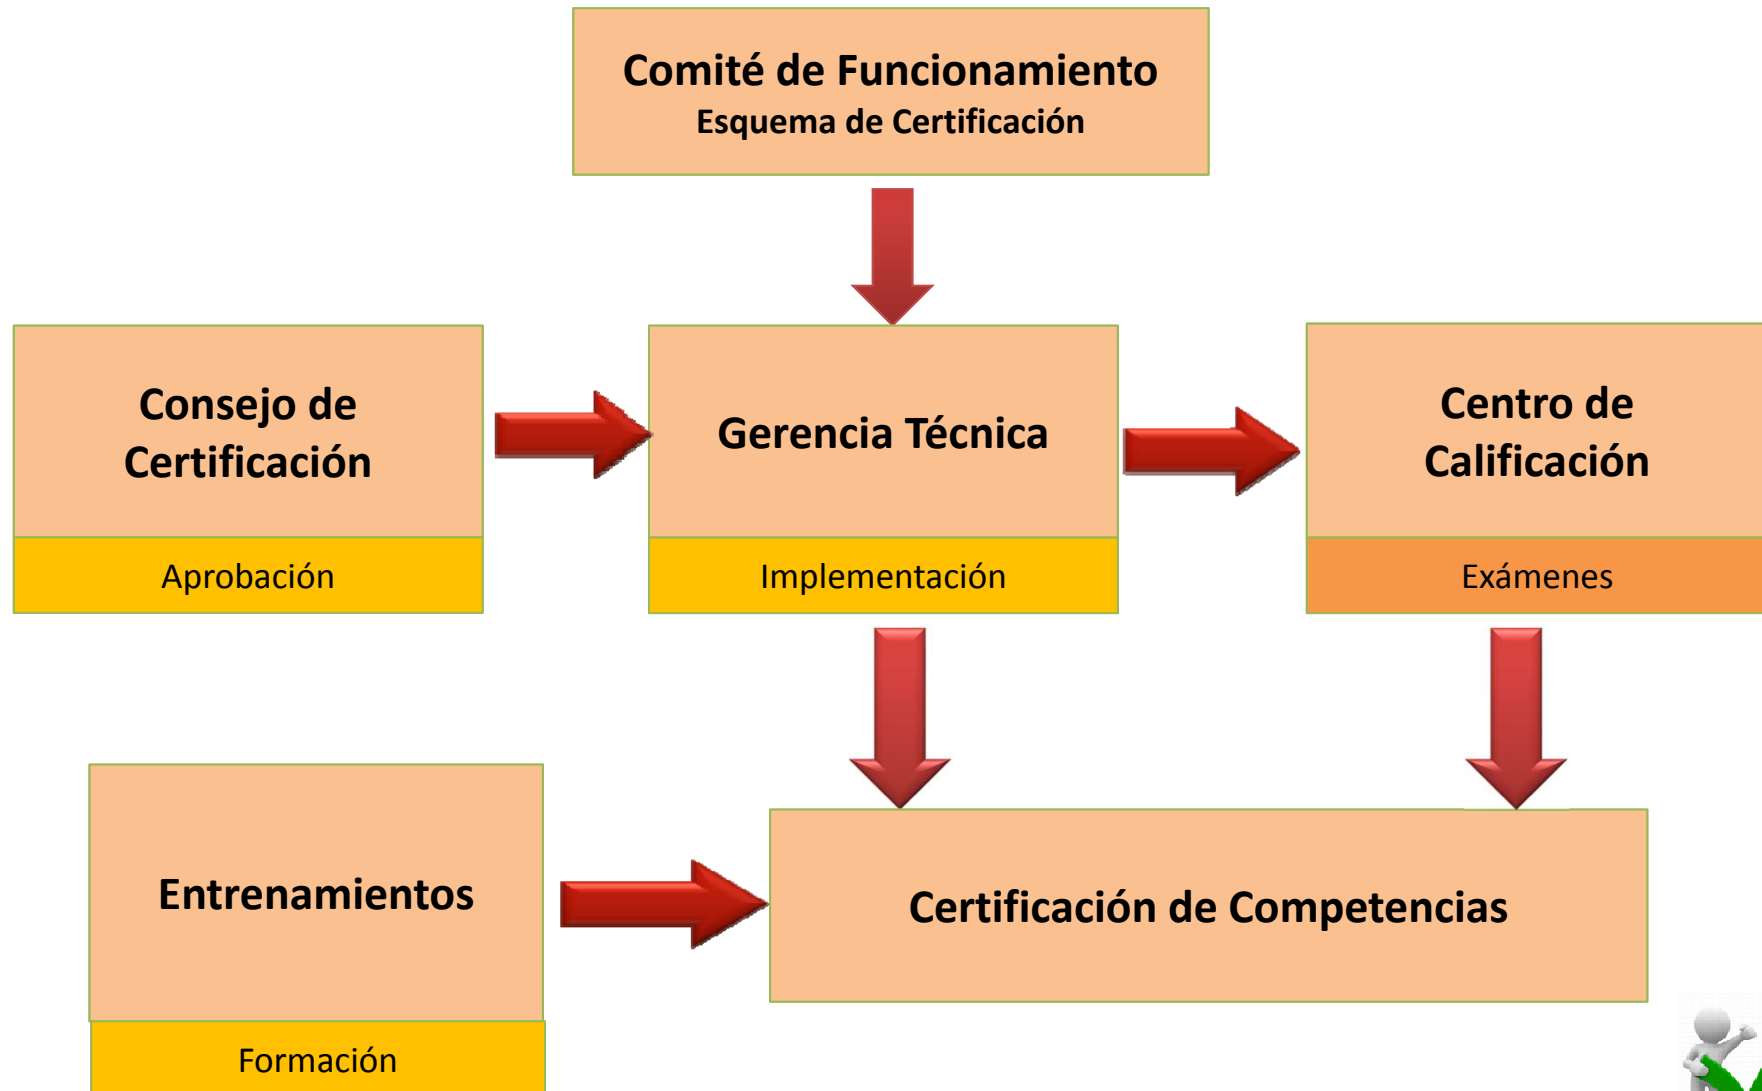 Comité de Funcionamiento
Esquema de Certificación
Consejo de
Certificación
Aprobación
Gerencia Técnica
Implementación
Centro de
Calificación
Exámenes
Entrenamientos
Formación
Certificación de Competencias